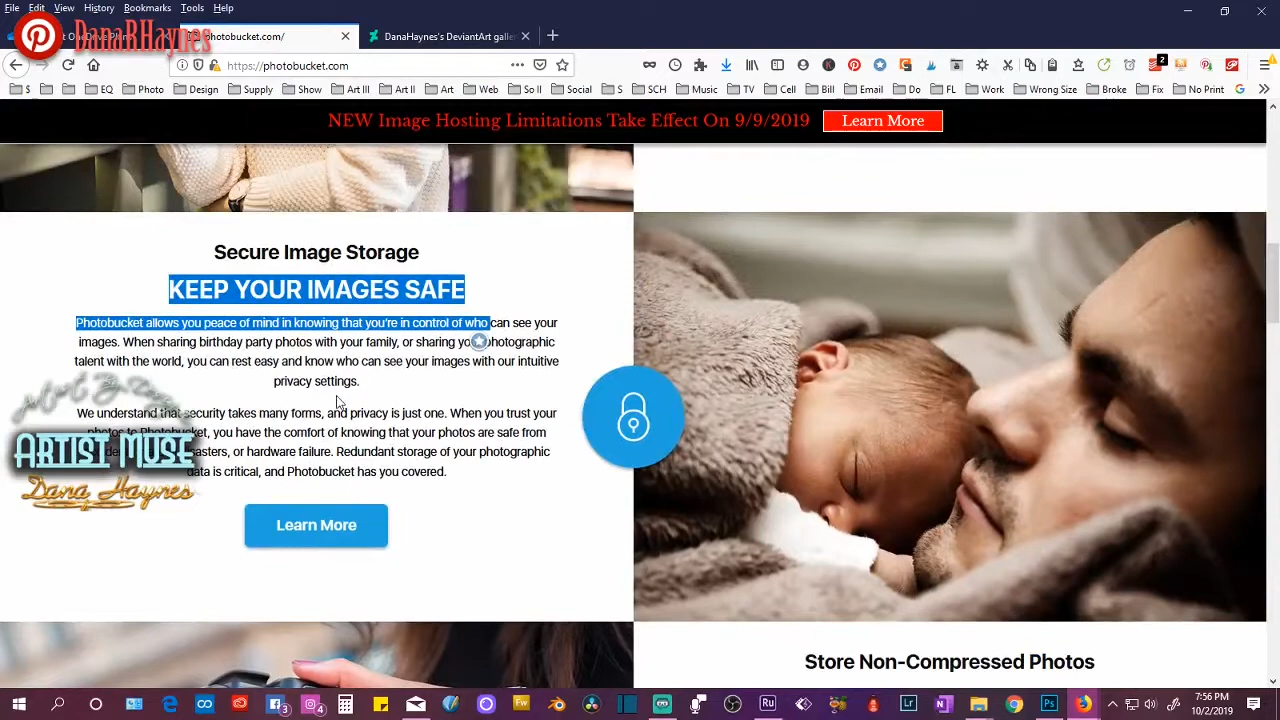 File Edit View History Bookmarks Tools Help
DanaRHaynes
photobucket.com/
DanaHaynes's DeviantArt galle
https://photobucket.com
S Photo EQ Photo Design Supply Show Art III Art II Art Web So II Social S SCH Music TV Cell Bill Email Do FL Work Wrong Size Broke Fix No Print G
NEW Image Hosting Limitations Take Effect On 9/9/2019 Learn More
Secure Image Storage
KEEP YOUR IMAGES SAFE
Photobucket allows you peace of mind in knowing that you're in control of who can see your
images. When sharing birthday party photos with your family, or sharing photographic
talent with the world, you can rest easy and know who can see your images with our intuitive
privacy settings.
We understand that security takes many forms, and privacy is just one. When you trust your
photos to Photobucket, you have the comfort of knowing that your photos are safe from
disasters, or hardware failure. Redundant storage of your photographic
data is critical, and Photobucket has you covered.
ARTIST MUSE
Dana Haynes
Learn More
Store Non-Compressed Photos
7:56 PM
10/2/2019